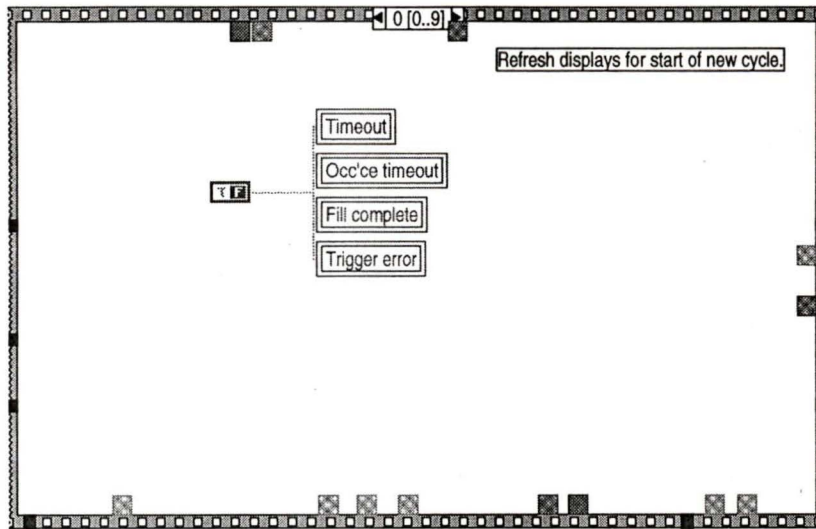 0 [0..9]
Refresh displays for start of new cycle.
Timeout
Occ'ce timeout
F
Fill complete
Trigger error